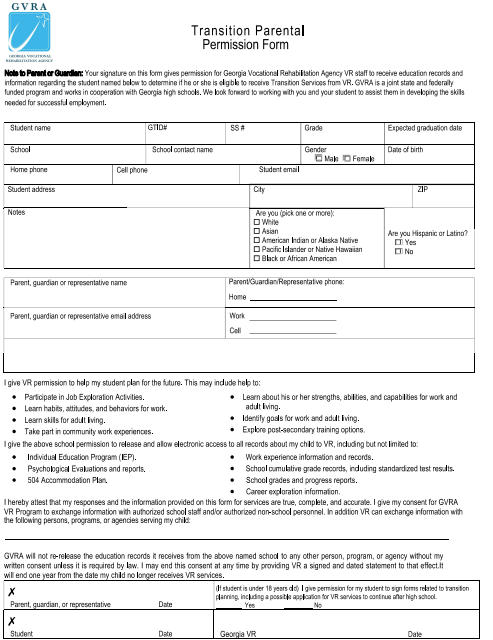 GVRA
GEORGIA VOCATIONAL
REHABILITATION AGENCY
Transition Parental
Permission Form
Note to Parent or Guardian: Your signature on this form gives permission for Georgia Vocational Rehabilitation Agency VR staff to receive education records and
information regarding the student named below to determine if he or she is eligible to receive Transition Services from VR. GVRA is a joint state and federally
funded program and works in cooperation with Georgia high schools. We look forward to working with you and your student to assist them in developing the skills
needed for successful employment.
Student name GTID# SS # Grade Expected graduation date
School School contact name Gender Date of birth
Male Female
Home phone Cell phone Student email
Student address City ZIP
Notes Are you (pick one or more):
White
Asian
American Indian or Alaska Native
Pacific Islander or Native Hawaiian
Black or African American
Are you Hispanic or Latino?
Yes
No
Parent, guardian or representative name Parent/Guardian/Representative phone:
Home
Parent, guardian or representative email address Work
Cell
I give VR permission to help my student plan for the future. This may include help to:
• Participate in Job Exploration Activities.
• Learn habits, attitudes, and behaviors for work.
• Learn skills for adult living.
• Take part in community work experiences.
• Learn about his or her strengths, abilities, and capabilities for work and
adult living.
• Identify goals for work and adult living.
• Explore post-secondary training options.
I give the above school permission to release and allow electronic access to all records about my child to VR, including but not limited to:
• Individual Education Program (IEP).
• Psychological Evaluations and reports.
• 504 Accommodation Plan.
• Work experience information and records.
• School cumulative grade records, including standardized test results.
• School grades and progress reports.
• Career exploration information.
I hereby attest that my responses and the information provided on this form for services are true, complete, and accurate. I give my consent for GVRA
VR Program to exchange information with authorized school staff and/or authorized non-school personnel. In addition VR can exchange information with
the following persons, programs, or agencies serving my child:
GVRA will not re-release the education records it receives from the above named school to any other person, program, or agency without my
written consent unless it is required by law. I may end this consent at any time by providing VR a signed and dated statement to that effect.It
will end one year from the date my child no longer receives VR services.
✗
Parent, guardian, or representative Date
(If student is under 18 years old) I give permission for my student to sign forms related to transition
planning, including a possible application for VR services to continue after high school.
Yes No
✗
Student Date Georgia VR Date